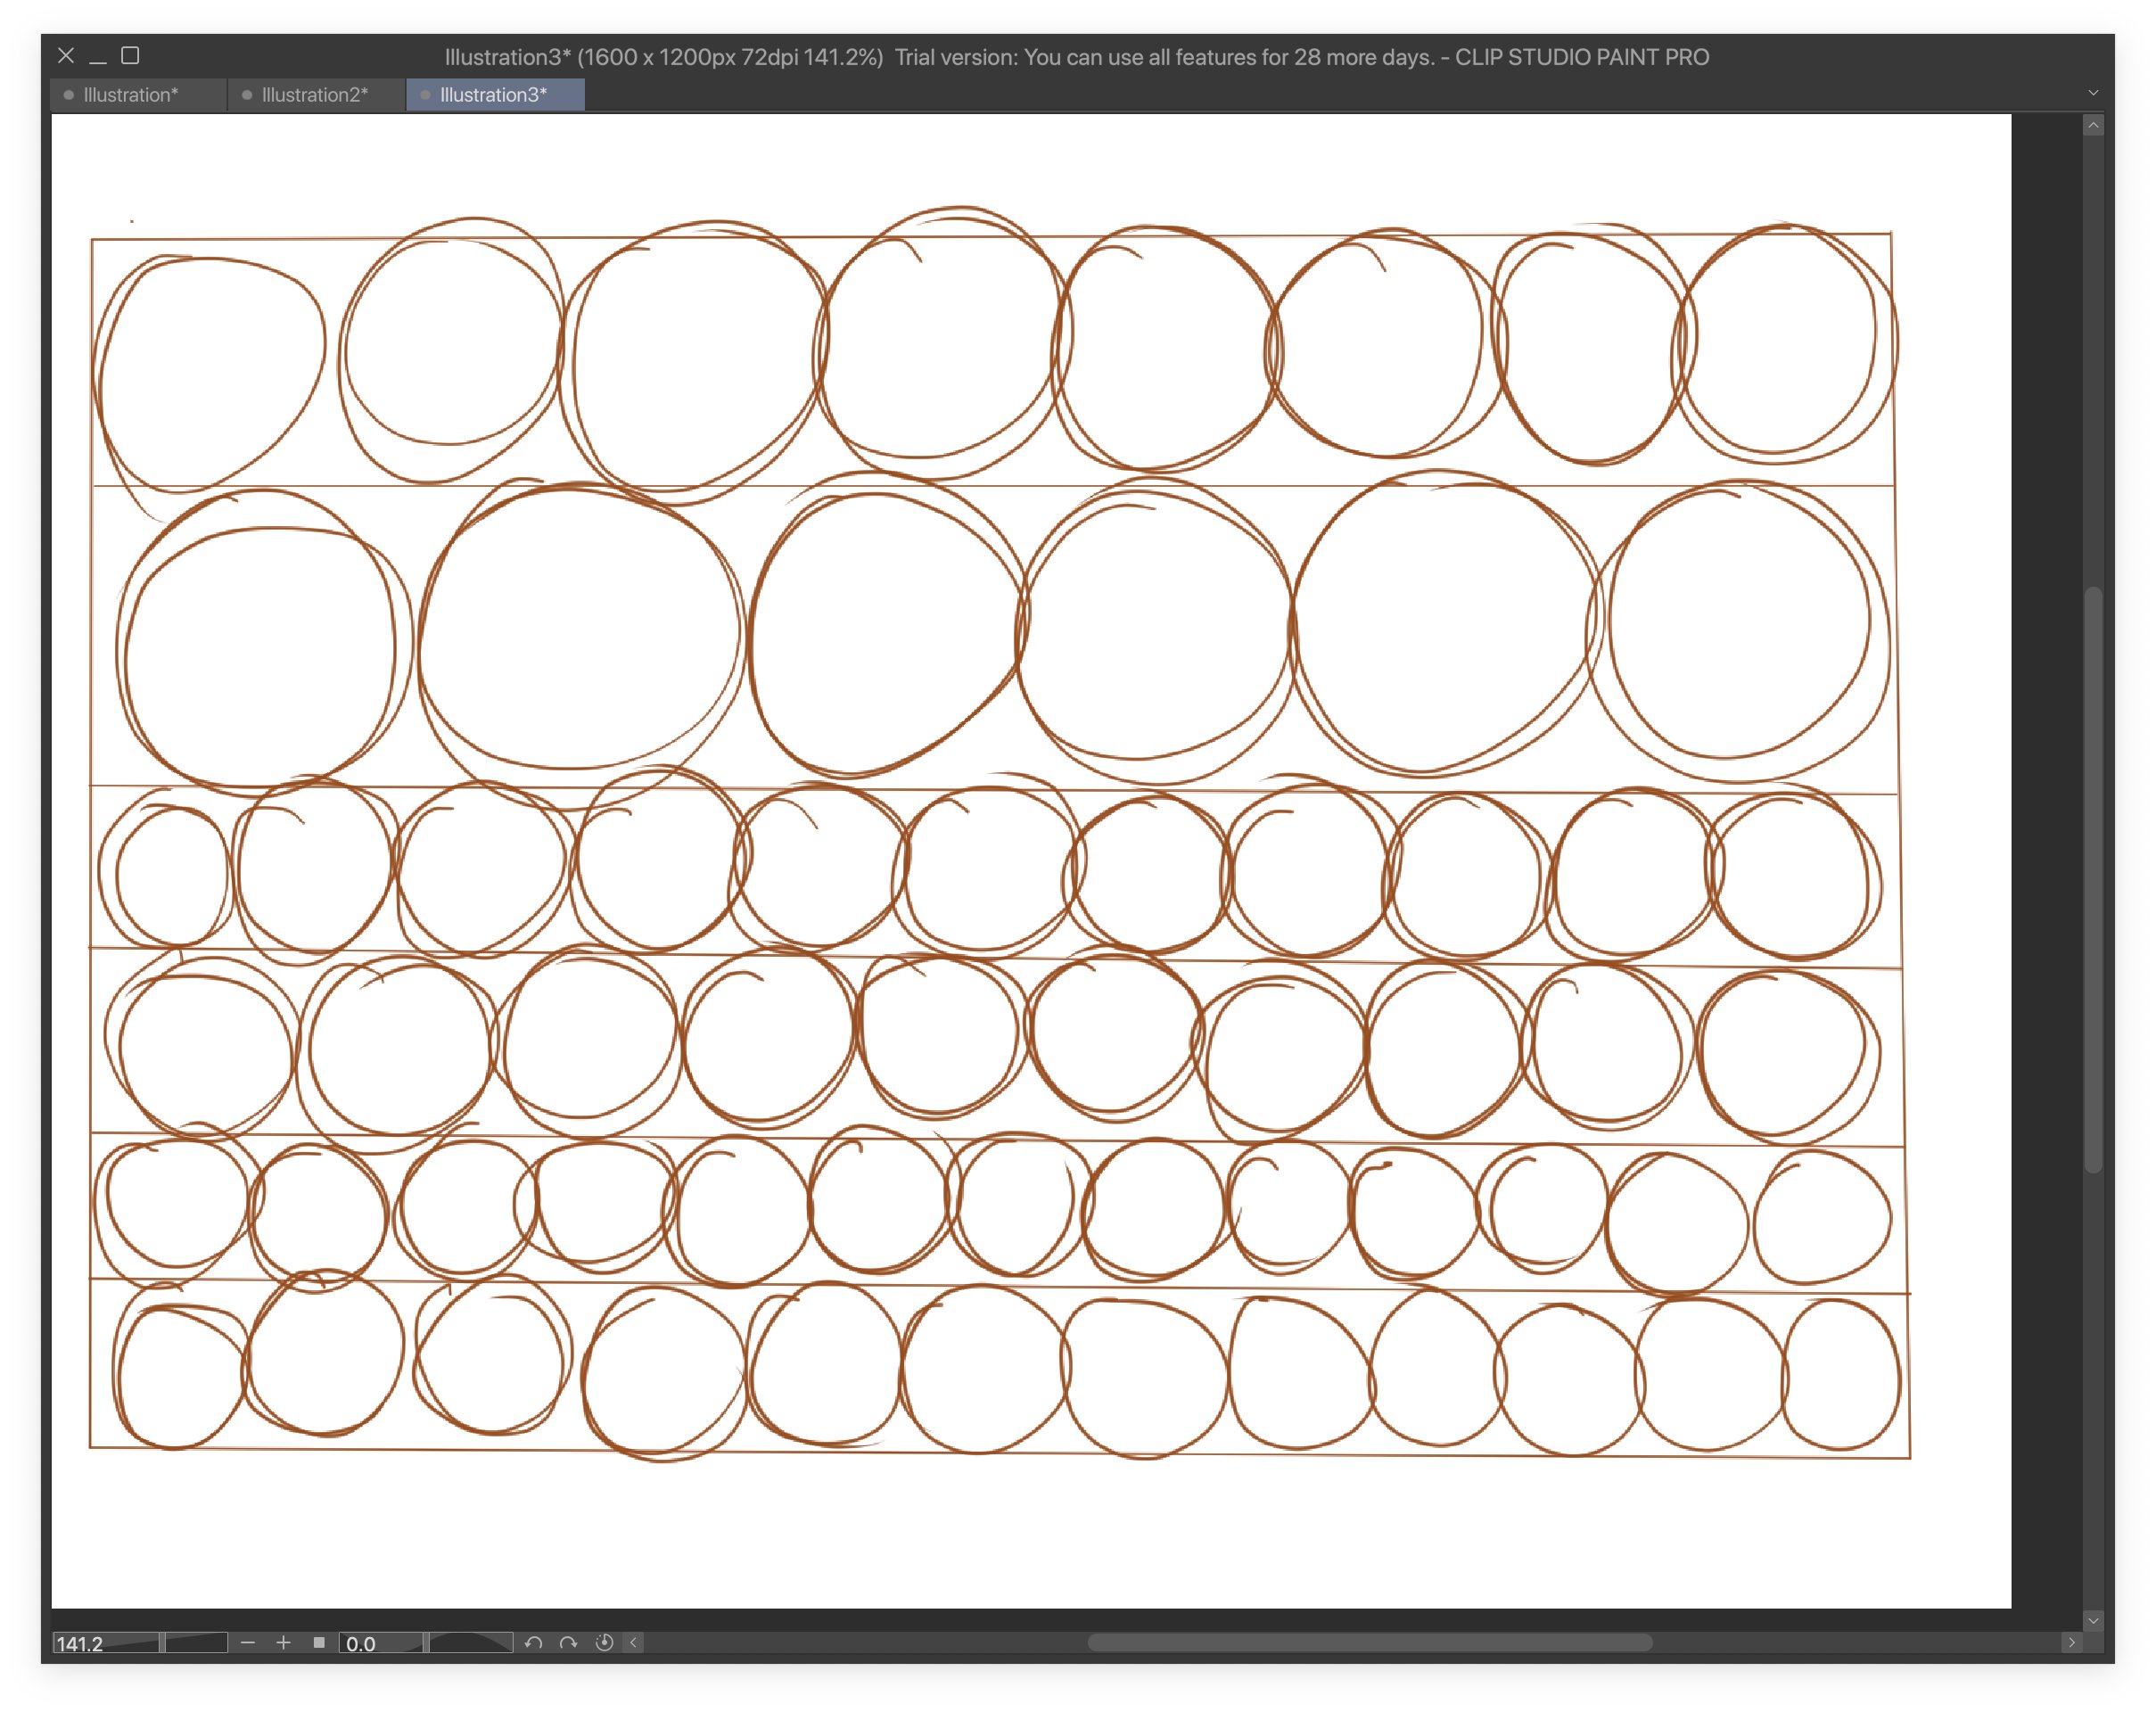 Illustration3* (1600 x 1200px 72dpi 141.2%)  Trial version: You can use all features for 28 more days. - CLIP STUDIO PAINT PRO
Illustration* Illustration2* Illustration3*
141.2 0.0